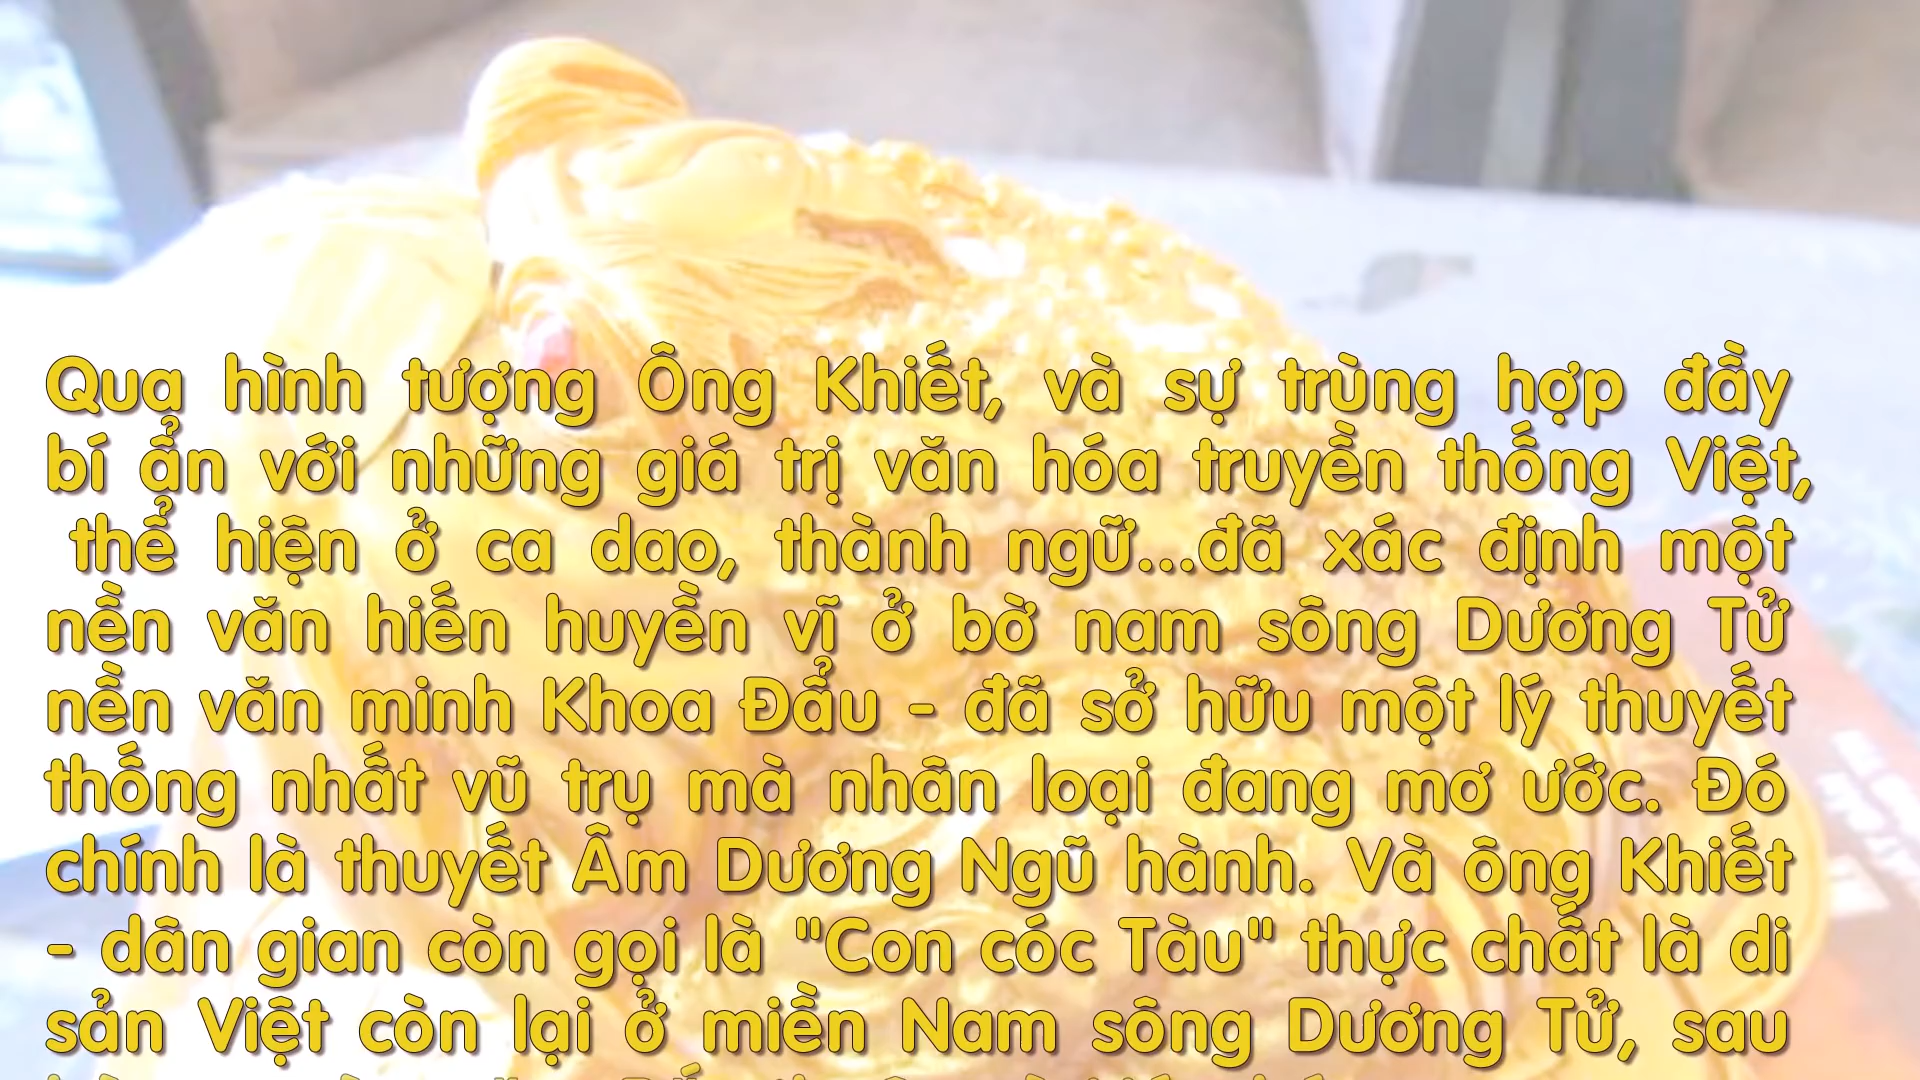 Qua hình tượng Ông Khiết, và sự trùng hợp đầy
bí ẩn với những giá trị văn hóa truyền thống Việt,
thể hiện ở ca dao, thành ngữ...đã xác định một
nền văn hiến huyền vĩ ở bờ nam sông Dương Tử
nền văn minh Khoa Đẩu - đã sở hữu một lý thuyết
thống nhất vũ trụ mà nhân loại đang mơ ước. Đó
chính là thuyết Âm Dương Ngũ hành. Và ông Khiết
- dân gian còn gọi là "Con cóc Tàu" thực chất là di
sản Việt còn lại ở miền Nam sông Dương Tử, sau